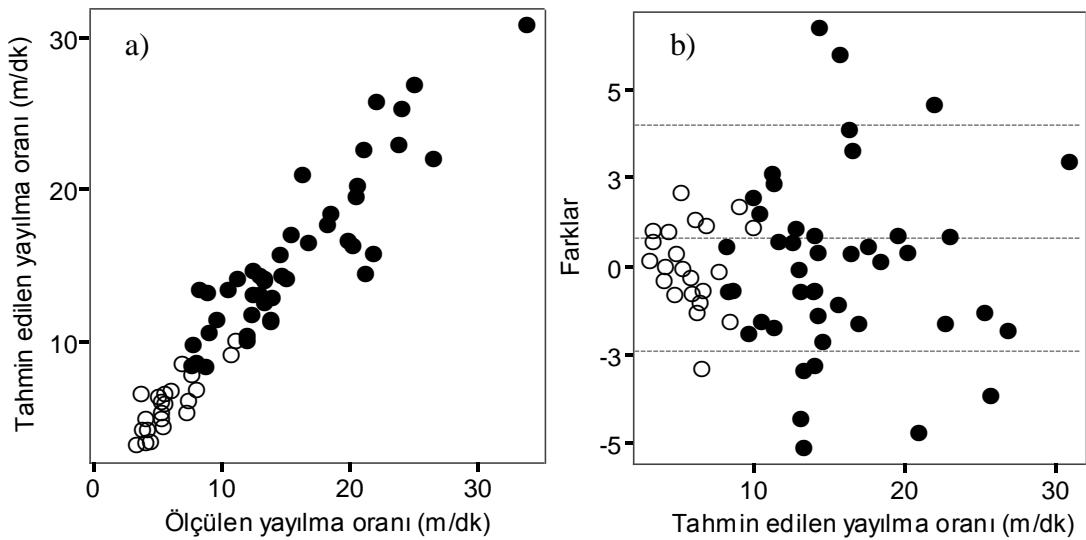 a)
Tahmin edilen yayılma oranı (m/dk)
30
20
10
0
10
20
30
Ölçülen yayılma oranı (m/dk)
b)
Farklar
5
3
0
-3
-5
10
20
30
Tahmin edilen yayılma oranı (m/dk)